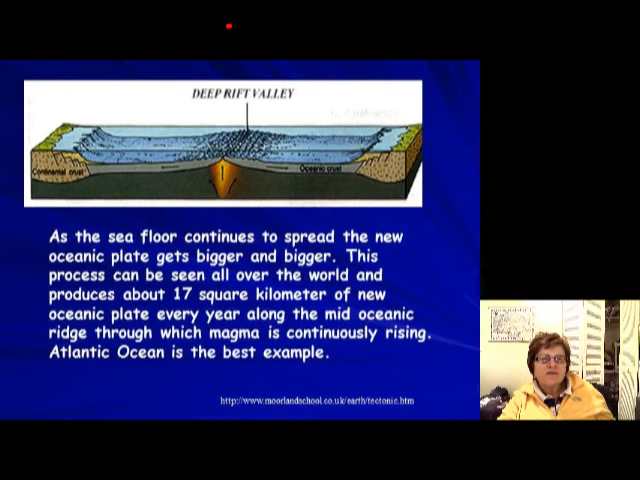 DEEP RIFT VALLEY
Continental crust
Oceanic crust
As the sea floor continues to spread the new
oceanic plate gets bigger and bigger. This
process can be seen all over the world and
produces about 17 square kilometer of new
oceanic plate every year along the mid oceanic
ridge through which magma is continuously rising.
Atlantic Ocean is the best example.
http://www.moorlandschool.co.uk/earth/tectonic.htm